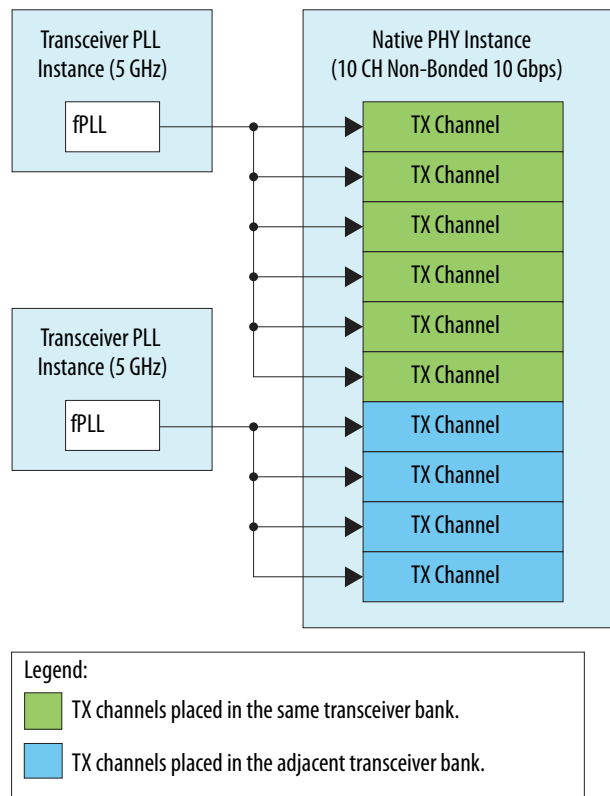 Transceiver PLL
Instance (5 GHz)
fPLL
Native PHY Instance
(10 CH Non-Bonded 10 Gbps)
TX Channel
TX Channel
TX Channel
TX Channel
TX Channel
TX Channel
Transceiver PLL
Instance (5 GHz)
fPLL
TX Channel
TX Channel
TX Channel
TX Channel
Legend:
TX channels placed in the same transceiver bank.
TX channels placed in the adjacent transceiver bank.